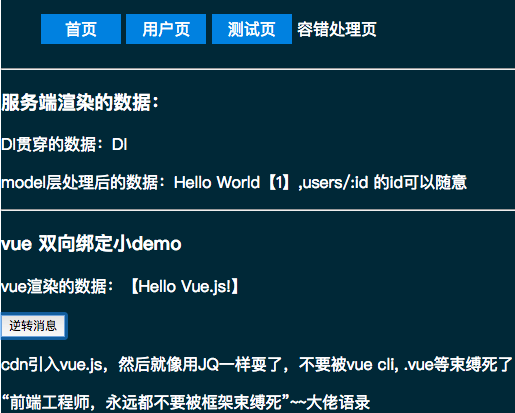 首页 用户页 测试页 容错处理页
服务端渲染的数据：
DI贯穿的数据：DI
model层处理后的数据：Hello World【1】,users/:id 的id可以随意
vue 双向绑定小demo
vue渲染的数据：【Hello Vue.js!】
逆转消息
cdn引入vue.js，然后就像用JQ一样耍了，不要被vue cli, .vue等束缚死了
“前端工程师，永远都不要被框架束缚死”~~大佬语录